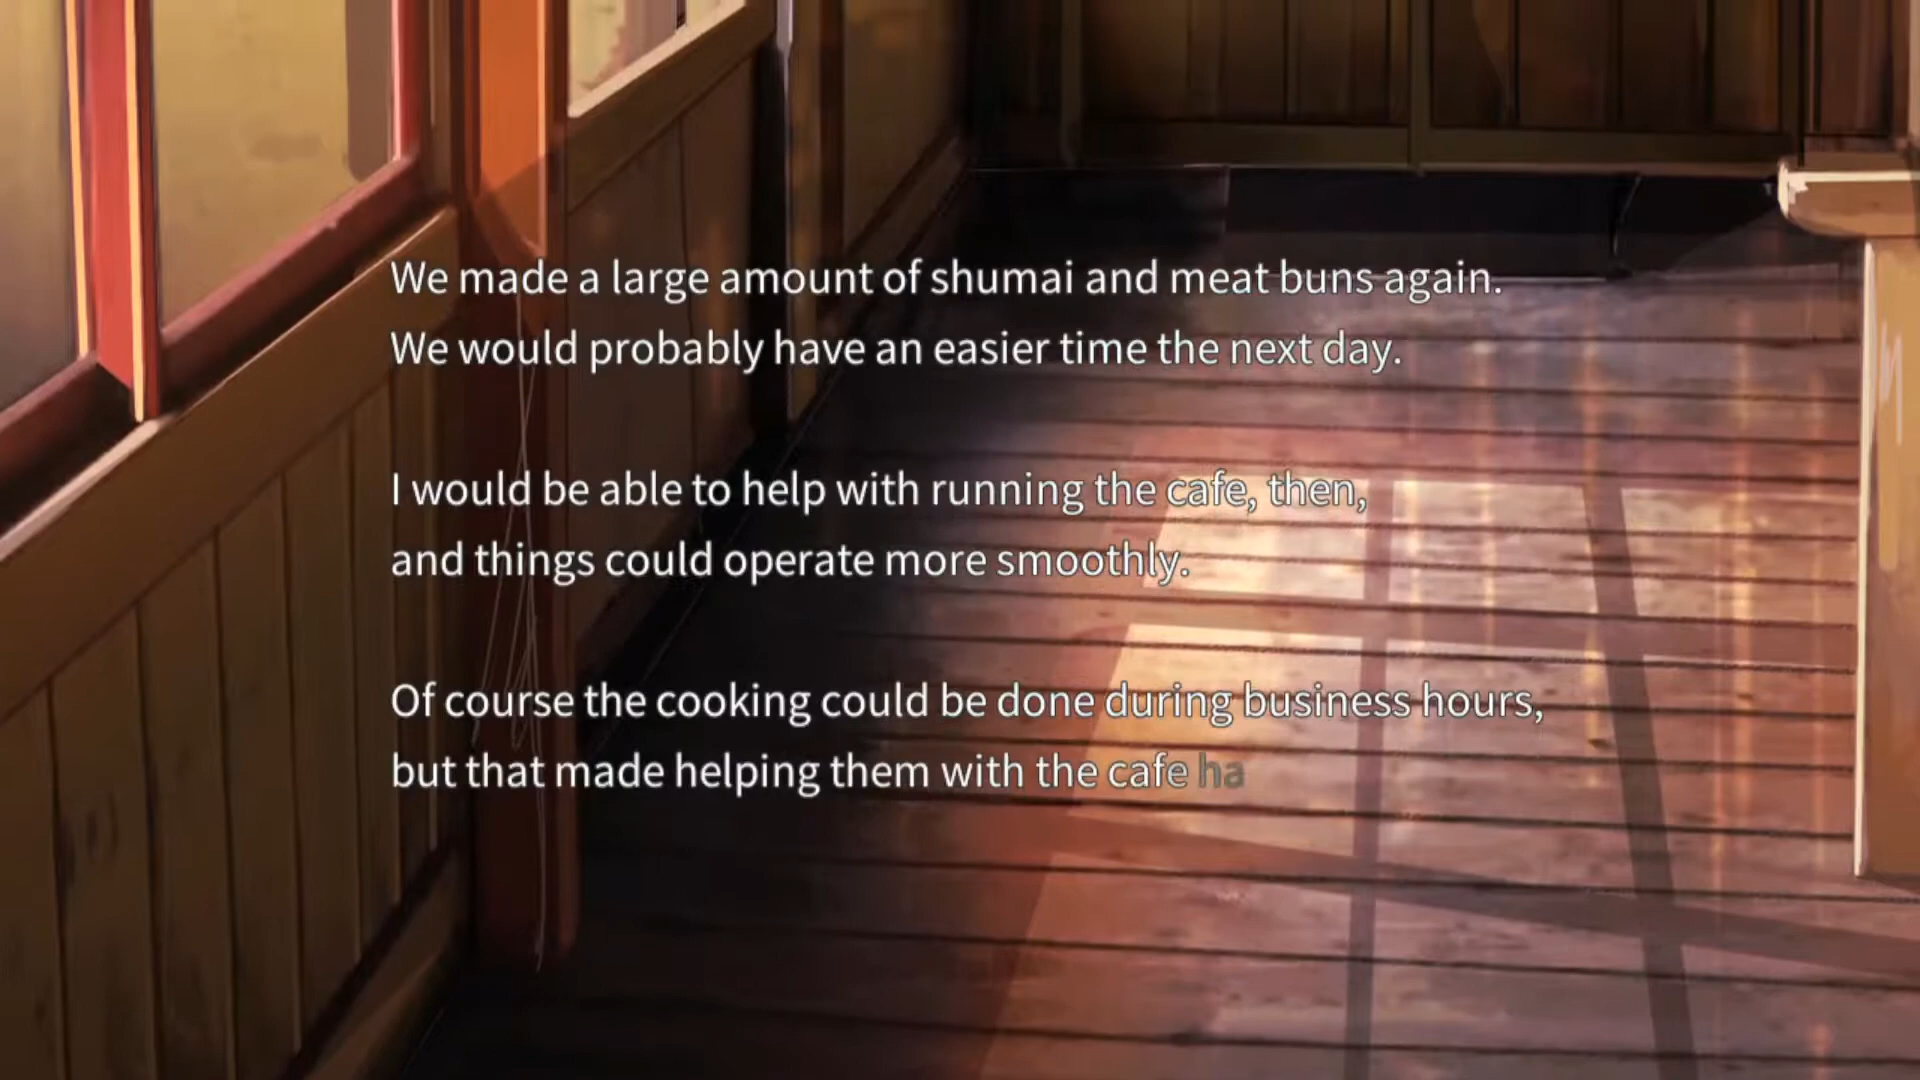 We made a large amount of shumai and meat buns again.
We would probably have an easier time the next day.
I would be able to help with running the cafe, then,
and things could operate more smoothly.
Of course the cooking could be done during business hours,
but that made helping them with the cafe ha